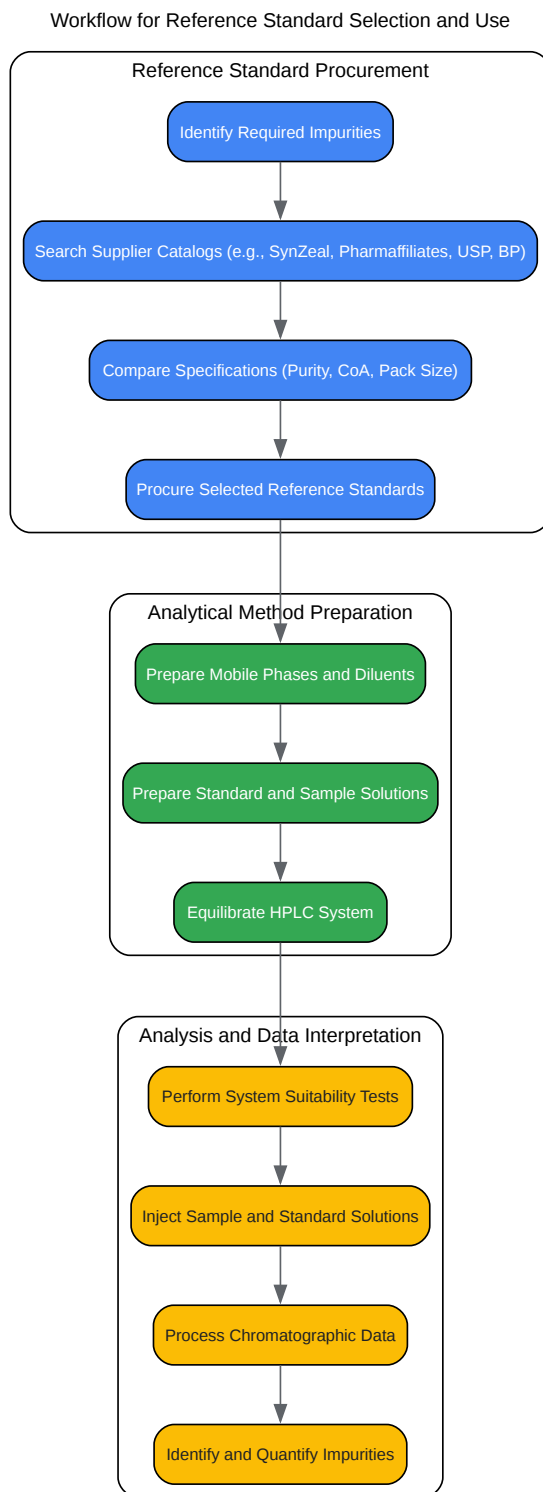 Workflow for Reference Standard Selection and Use
Reference Standard Procurement
Identify Required Impurities
Search Supplier Catalogs (e.g., SynZeal, Pharmaffiliates, USP, BP)
Compare Specifications (Purity, CoA, Pack Size)
Procure Selected Reference Standards
Analytical Method Preparation
Prepare Mobile Phases and Diluents
Prepare Standard and Sample Solutions
Equilibrate HPLC System
Analysis and Data Interpretation
Perform System Suitability Tests
Inject Sample and Standard Solutions
Process Chromatographic Data
Identify and Quantify Impurities